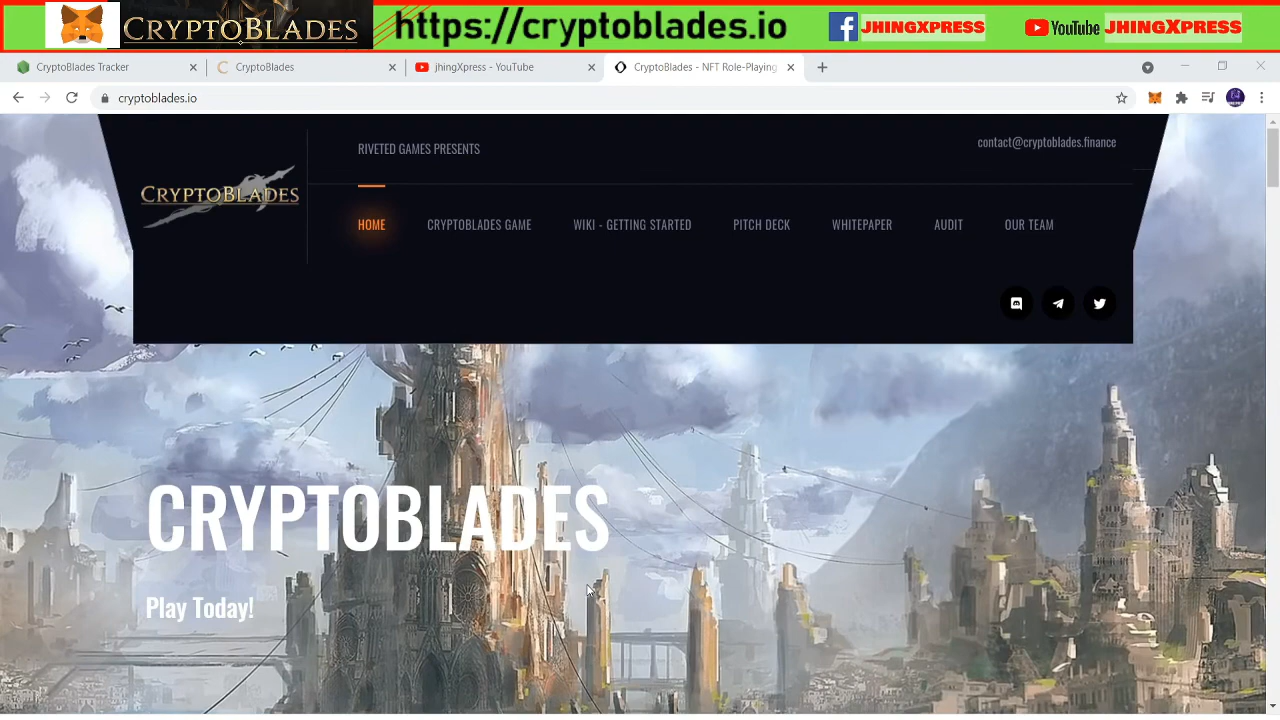 CRYPTOBLADES
https://cryptoblades.io
JHINGXPRESS
YouTube JHINGXPRESS
CryptoBlades Tracker
CryptoBlades
jhingXpress - YouTube
CryptoBlades - NFT Role-Playing
cryptoblades.io
RIVETED GAMES PRESENTS
contact@cryptoblades.finance
CRYPTOBLADES
HOME
CRYPTOBLADES GAME
WIKI - GETTING STARTED
PITCH DECK
WHITEPAPER
AUDIT
OUR TEAM
CRYPTOBLADES
Play Today!